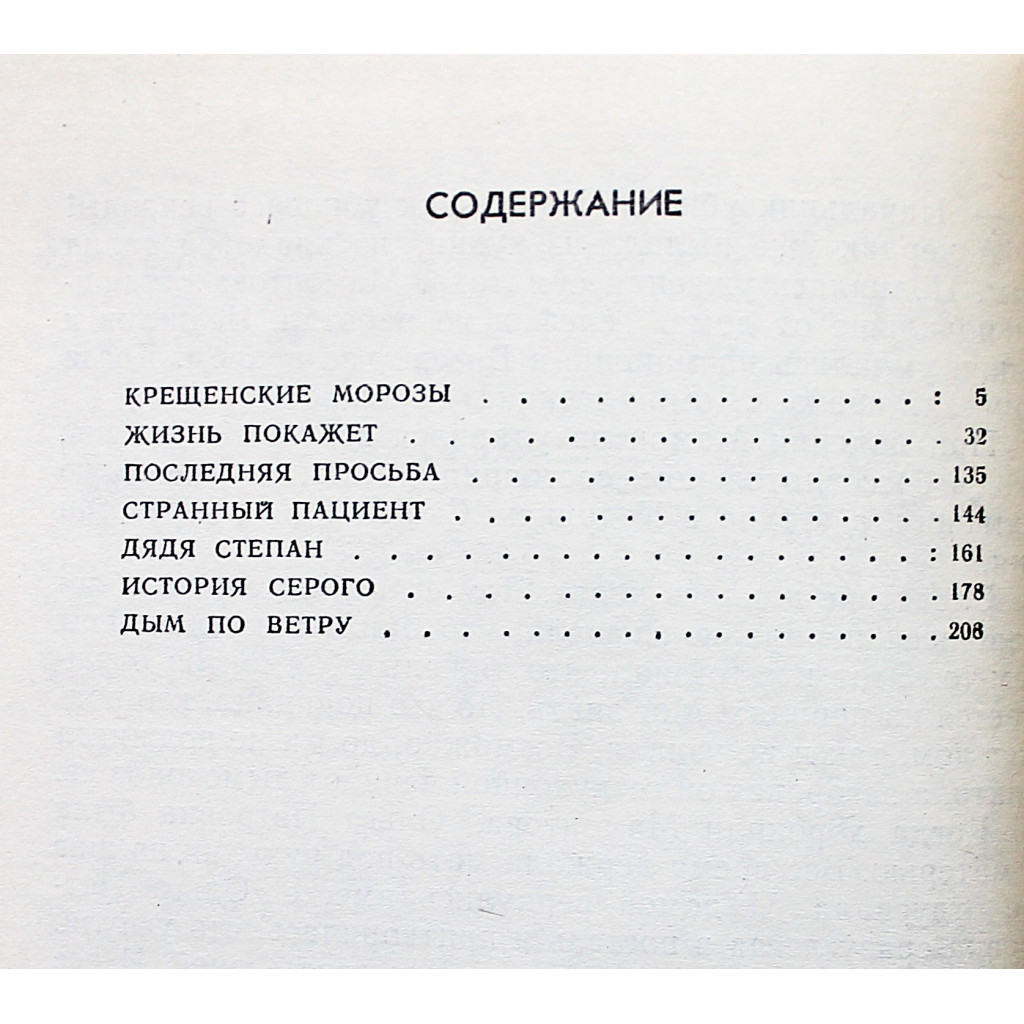 СОДЕРЖАНИЕ
КРЕЩЕНСКИЕ МОРОЗЫ . . . . . . . . . . . . : 5
ЖИЗНЬ ПОКАЖЕТ . . . . . . . . . . . . . . 32
ПОСЛЕДНЯЯ ПРОСЬБА . . . . . . . . . . . . . 135
СТРАННЫЙ ПАЦИЕНТ . . . . . . . . . . . . . 144
ДЯДЯ СТЕПАН . . . . . . . . . . . . . . . : 161
ИСТОРИЯ СЕРОГО . . . . . . . . . . . . . . 178
ДЫМ ПО ВЕТРУ . . . . . . . . . . . . . . . 208